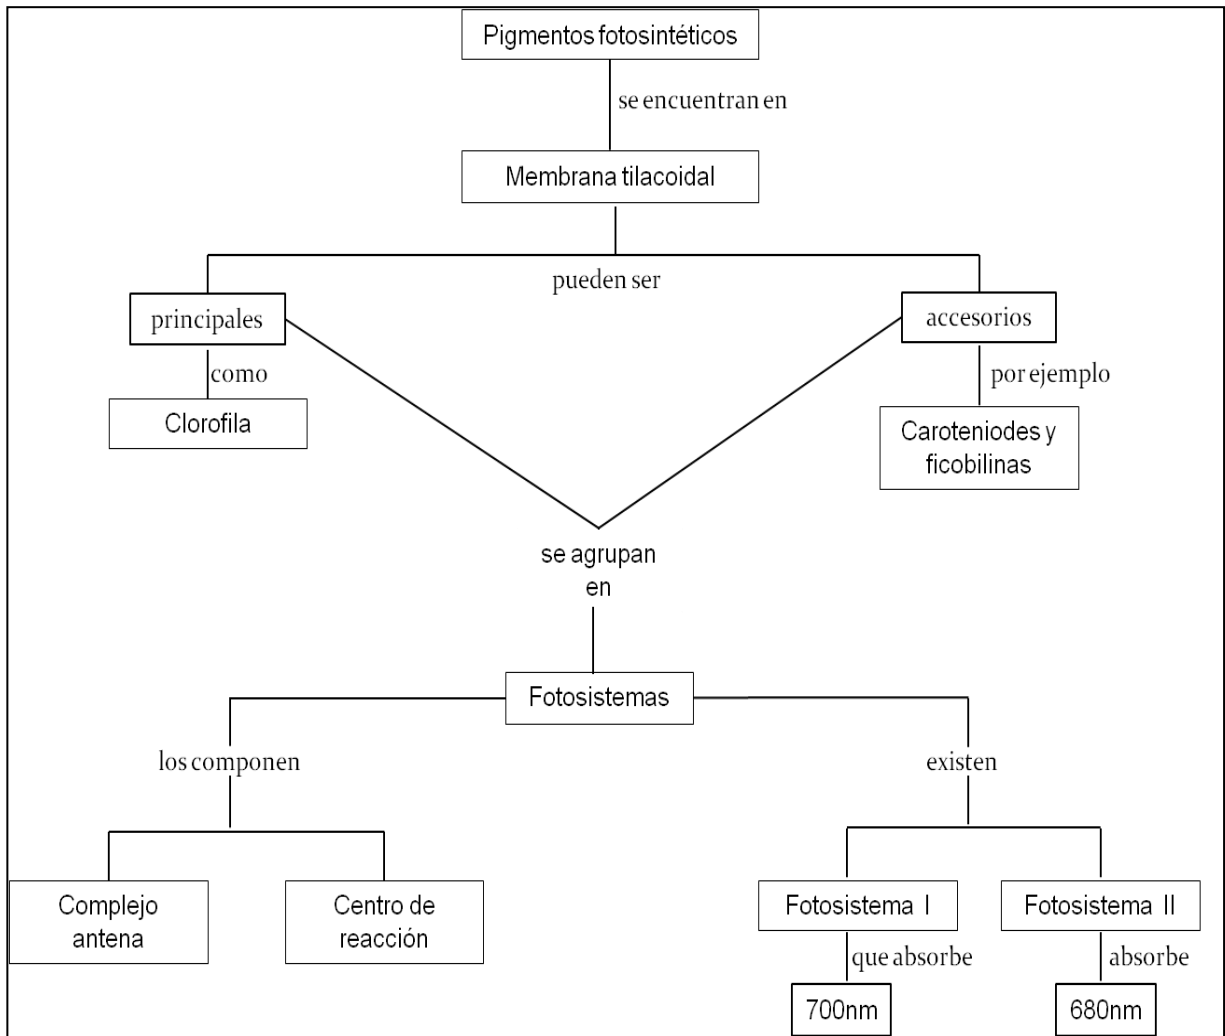 Pigmentos fotosintéticos
se encuentran en
Membrana tilacoidal
pueden ser
principales
accesorios
como
por ejemplo
Clorofila
Caroteniodes y
ficobilinas
se agrupan
en
Fotosistemas
los componen
existen
Complejo
antena
Centro de
reacción
Fotosistema I
Fotosistema II
que absorbe
absorbe
700nm
680nm